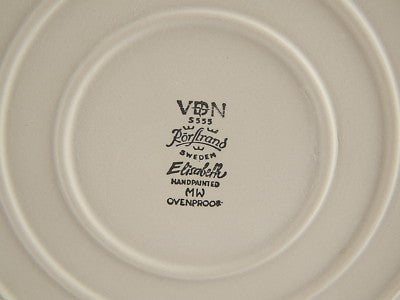 VDN
S555
Rörstrand
SWEDEN
Elisabeth
HANDPAINTED
MW
OVENPROOF